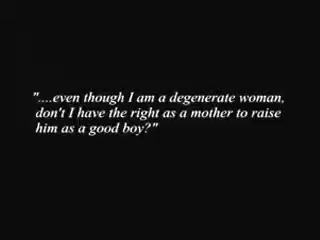 "....even though I am a degenerate woman,
don't I have the right as a mother to raise
him as a good boy?"